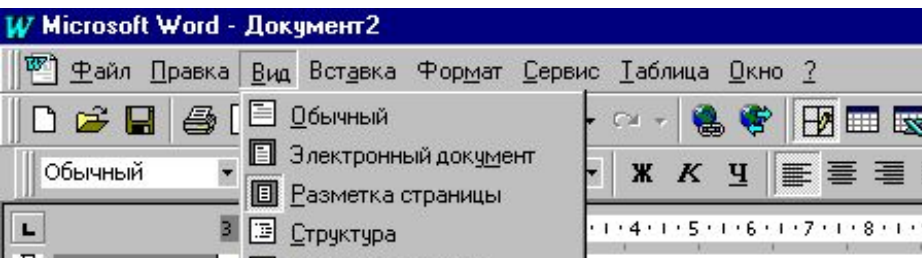 Microsoft Word - Документ2
Файл Правка Вид Вставка Формат Сервис Таблица Окно ?
Обычный
Электронный документ
Обычный Ж К Ч
Разметка страницы
3 Структура 4 5 6 7 8